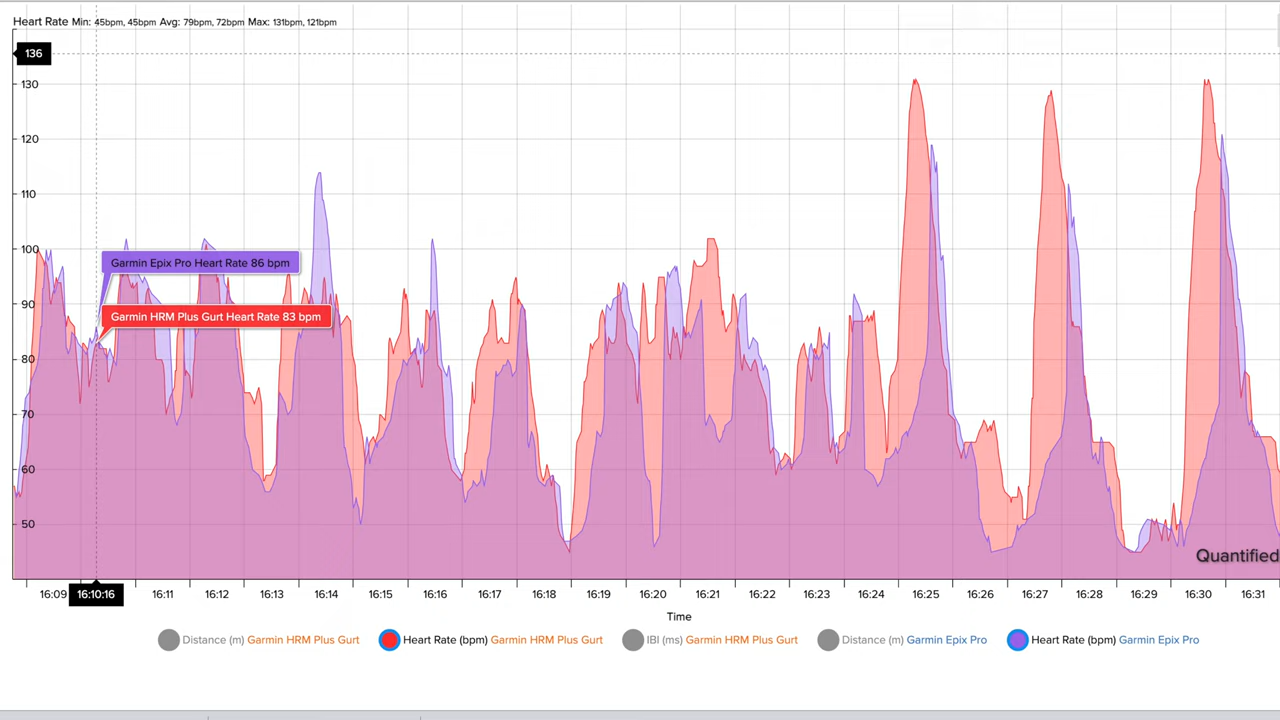 Heart Rate Min: 45bpm, 45bpm Avg: 79bpm, 72bpm Max: 131bpm, 121bpm
136
130
120
110
100
Garmin Epix Pro Heart Rate 86 bpm
90
Garmin HRM Plus Gurt Heart Rate 83 bpm
80
70
60
50
Quantified
16:09 16:10:16 16:11 16:12 16:13 16:14 16:15 16:16 16:17 16:18 16:19 16:20 16:21 16:22 16:23 16:24 16:25 16:26 16:27 16:28 16:29 16:30 16:31
Time
Distance (m) Garmin HRM Plus Gurt Heart Rate (bpm) Garmin HRM Plus Gurt IBI (ms) Garmin HRM Plus Gurt Distance (m) Garmin Epix Pro Heart Rate (bpm) Garmin Epix Pro